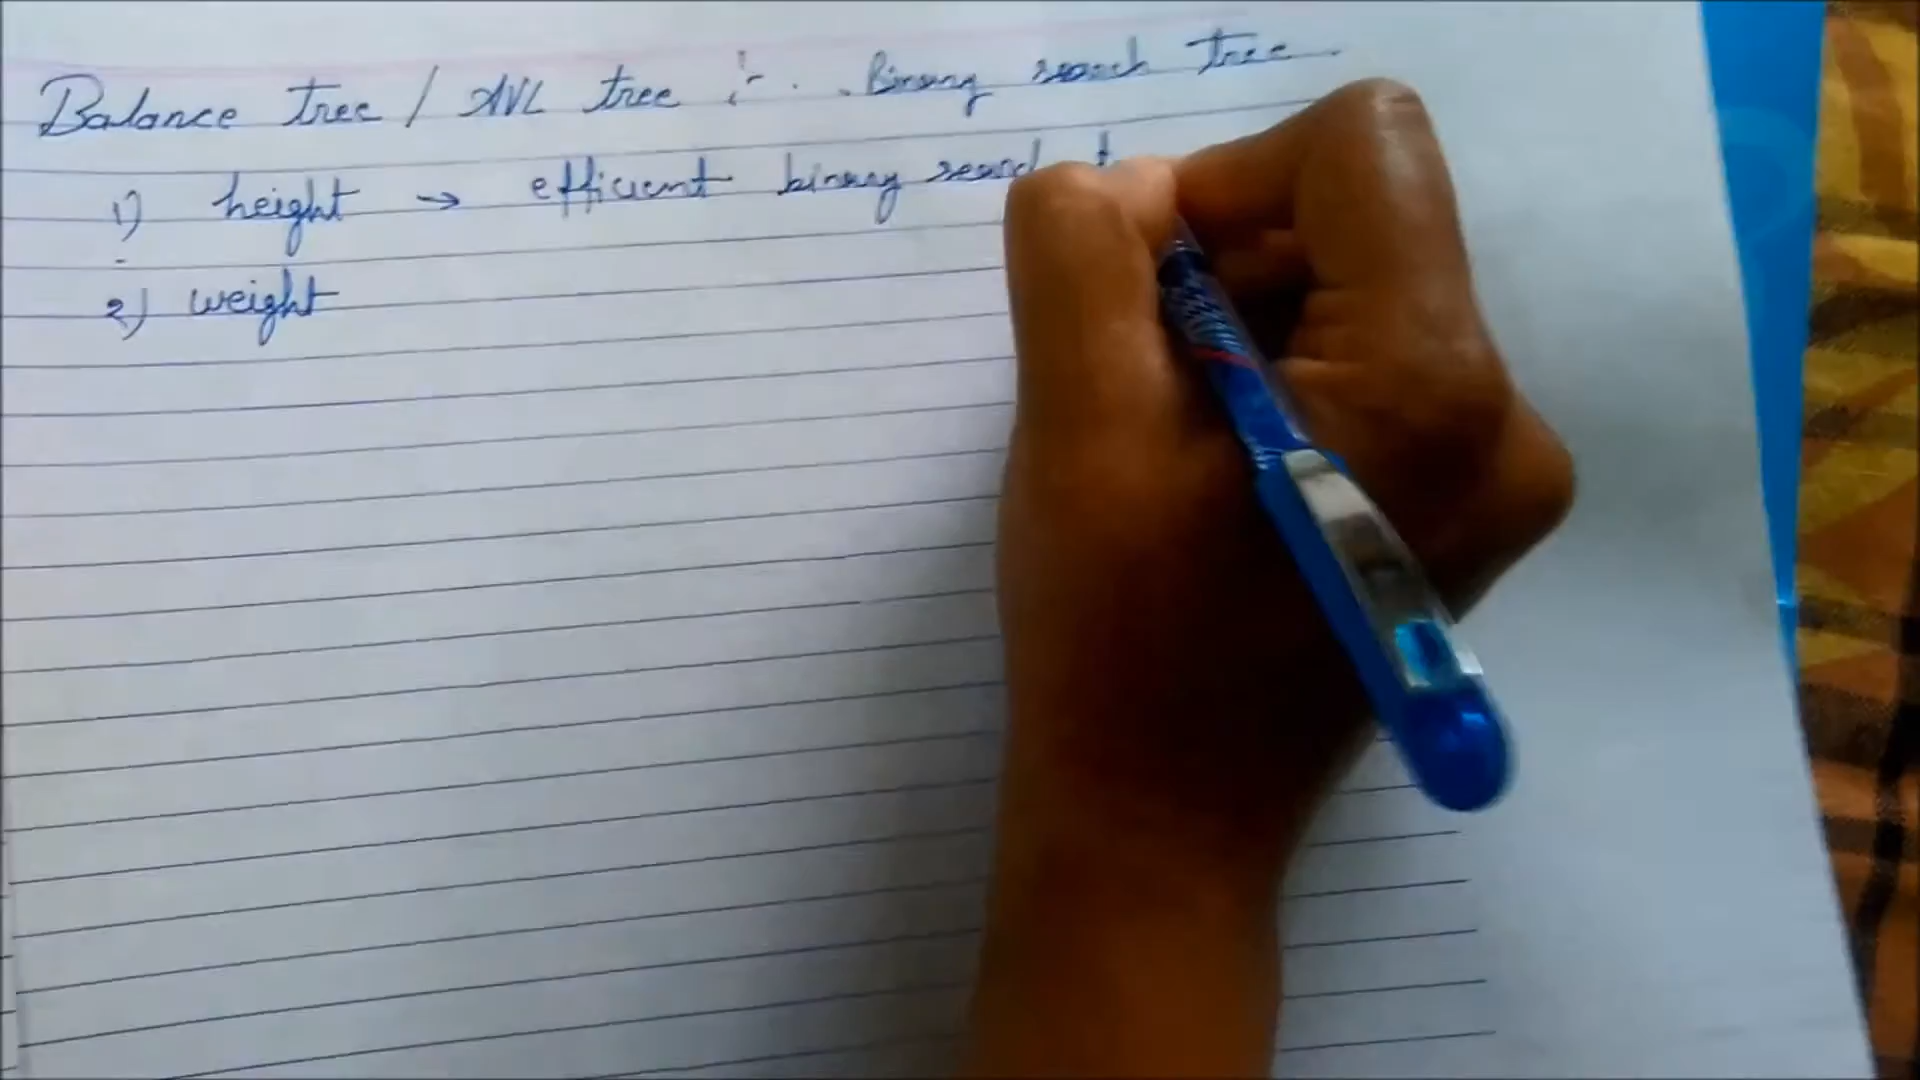 Balance tree / AVL tree :- Binary search tree
1) height → efficient binary search t
2) weight